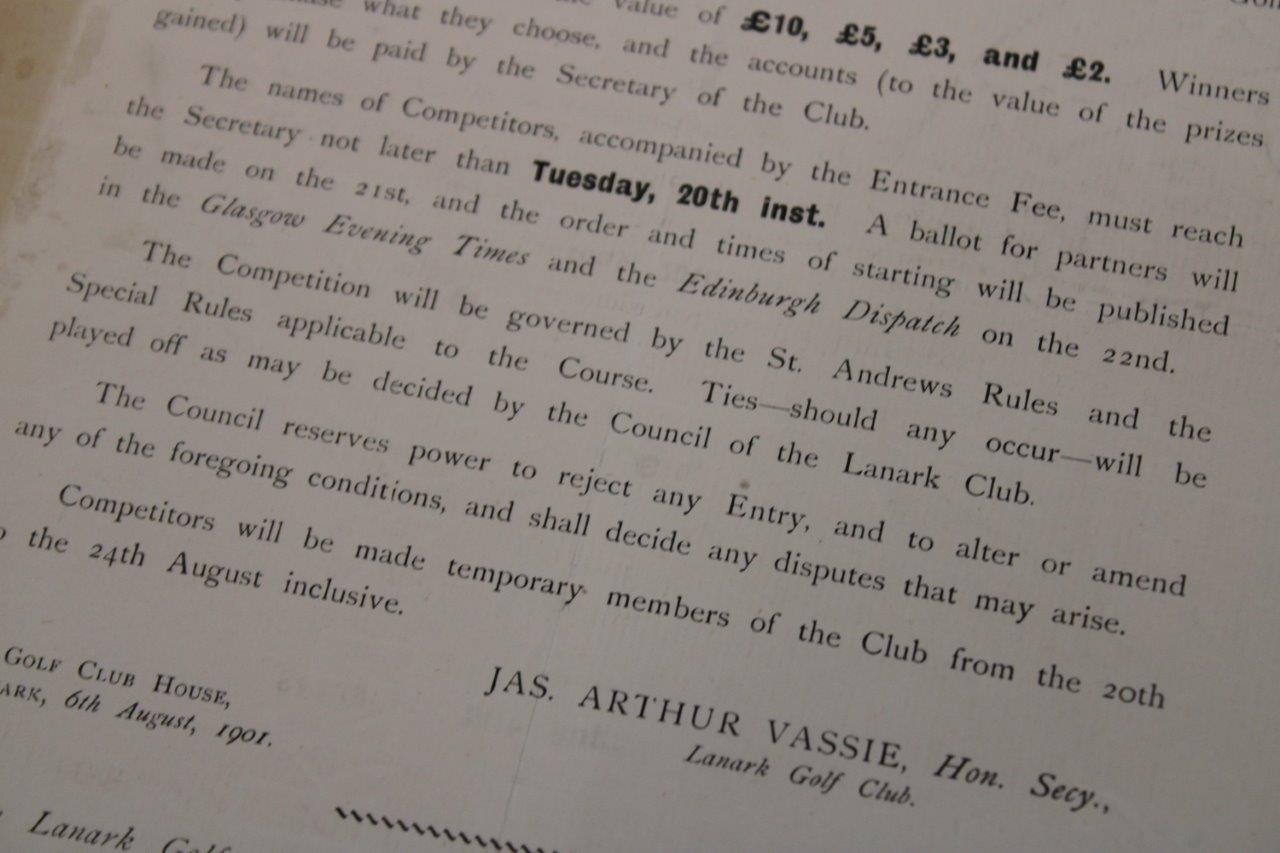 what they choose, and the value of £10, £5, £3, and £2. Winners
gained) will be paid by the accounts (to the value of the prizes
Secretary of the Club.
The names of Competitors, accompanied by the Entrance Fee, must reach
the Secretary not later than Tuesday, 20th inst. A ballot for partners will
be made on the 21st, and the order and times of starting will be published
in the Glasgow Evening Times and the Edinburgh Dispatch on the 22nd.
The Competition will be governed by the St. Andrews Rules and the
Special Rules applicable to the Course. Ties—should any occur—will be
played off as may be decided by the Council of the Lanark Club.
The Council reserves power to reject any Entry, and to alter or amend
any of the foregoing conditions, and shall decide any disputes that may arise.
Competitors will be made temporary members of the Club from the 20th
the 24th August inclusive.
Golf Club House,
ark, 6th August, 1901.
JAS. ARTHUR VASSIE, Hon. Secy.,
Lanark Golf Club.
Lanark Golf